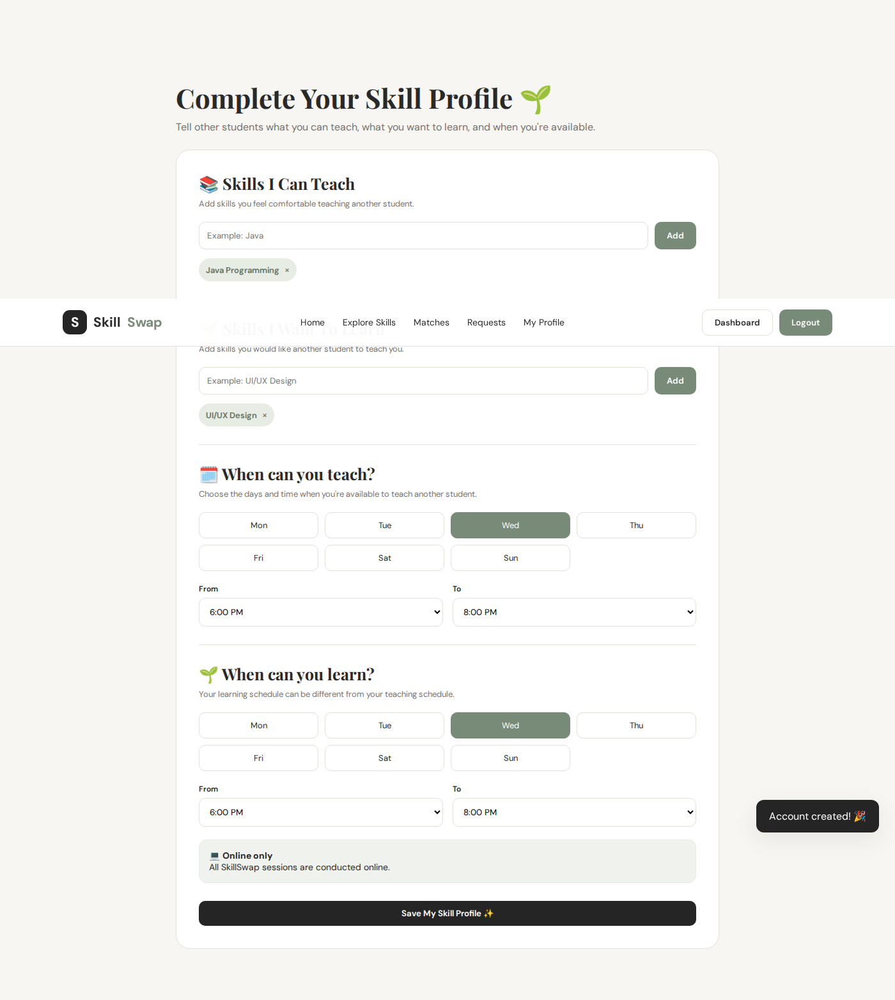 Complete Your Skill Profile 🌱
Tell other students what you can teach, what you want to learn, and when you're available.
📚 Skills I Can Teach
Add skills you feel comfortable teaching another student.
Example: Java
Add
Java Programming ×
S Skill Swap
Home Explore Skills Matches Requests My Profile
Dashboard Logout
🌱 Skills I Want To Learn
Add skills you would like another student to teach you.
Example: UI/UX Design
Add
UI/UX Design ×
🗓️ When can you teach?
Choose the days and time when you're available to teach another student.
Mon Tue Wed Thu
Fri Sat Sun
From To
6:00 PM 8:00 PM
🌱 When can you learn?
Your learning schedule can be different from your teaching schedule.
Mon Tue Wed Thu
Fri Sat Sun
From To
6:00 PM 8:00 PM
Account created! 🎉
💻 Online only
All SkillSwap sessions are conducted online.
Save My Skill Profile ✨